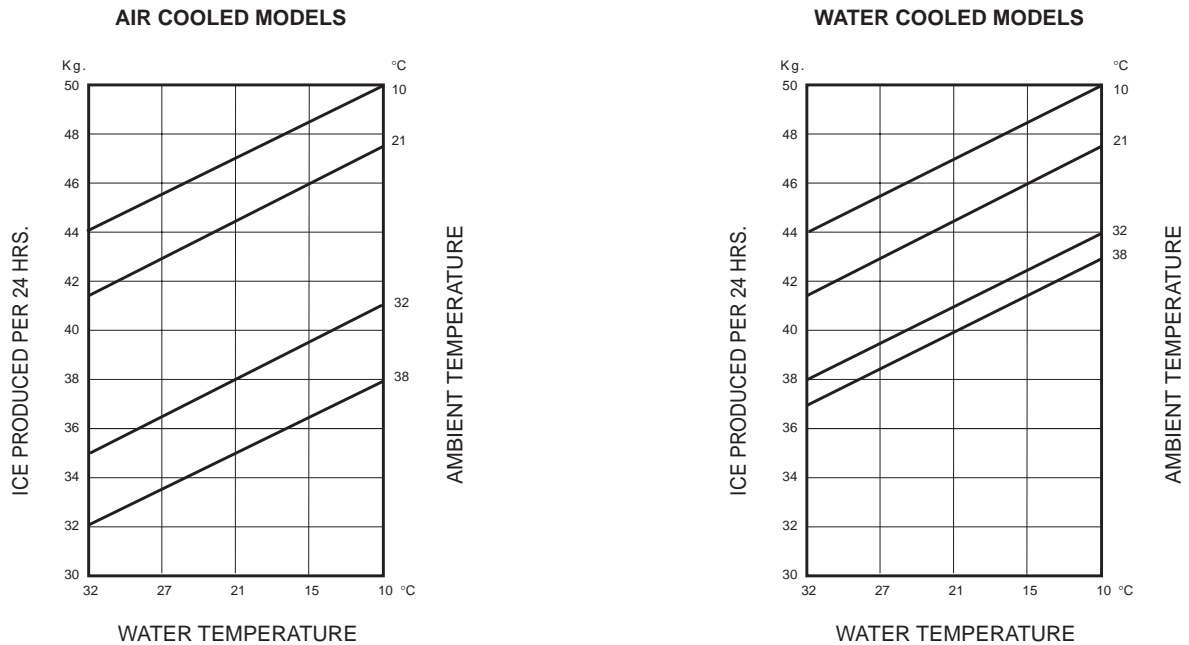 AIR COOLED MODELS
Kg.
°C
50
48
46
44
42
40
38
36
34
32
30
10
21
32
38
32
27
21
15
10 °C
ICE PRODUCED PER 24 HRS.
AMBIENT TEMPERATURE
WATER TEMPERATURE
WATER COOLED MODELS
Kg.
°C
50
48
46
44
42
40
38
36
34
32
30
10
21
32
38
32
27
21
15
10 °C
ICE PRODUCED PER 24 HRS.
AMBIENT TEMPERATURE
WATER TEMPERATURE